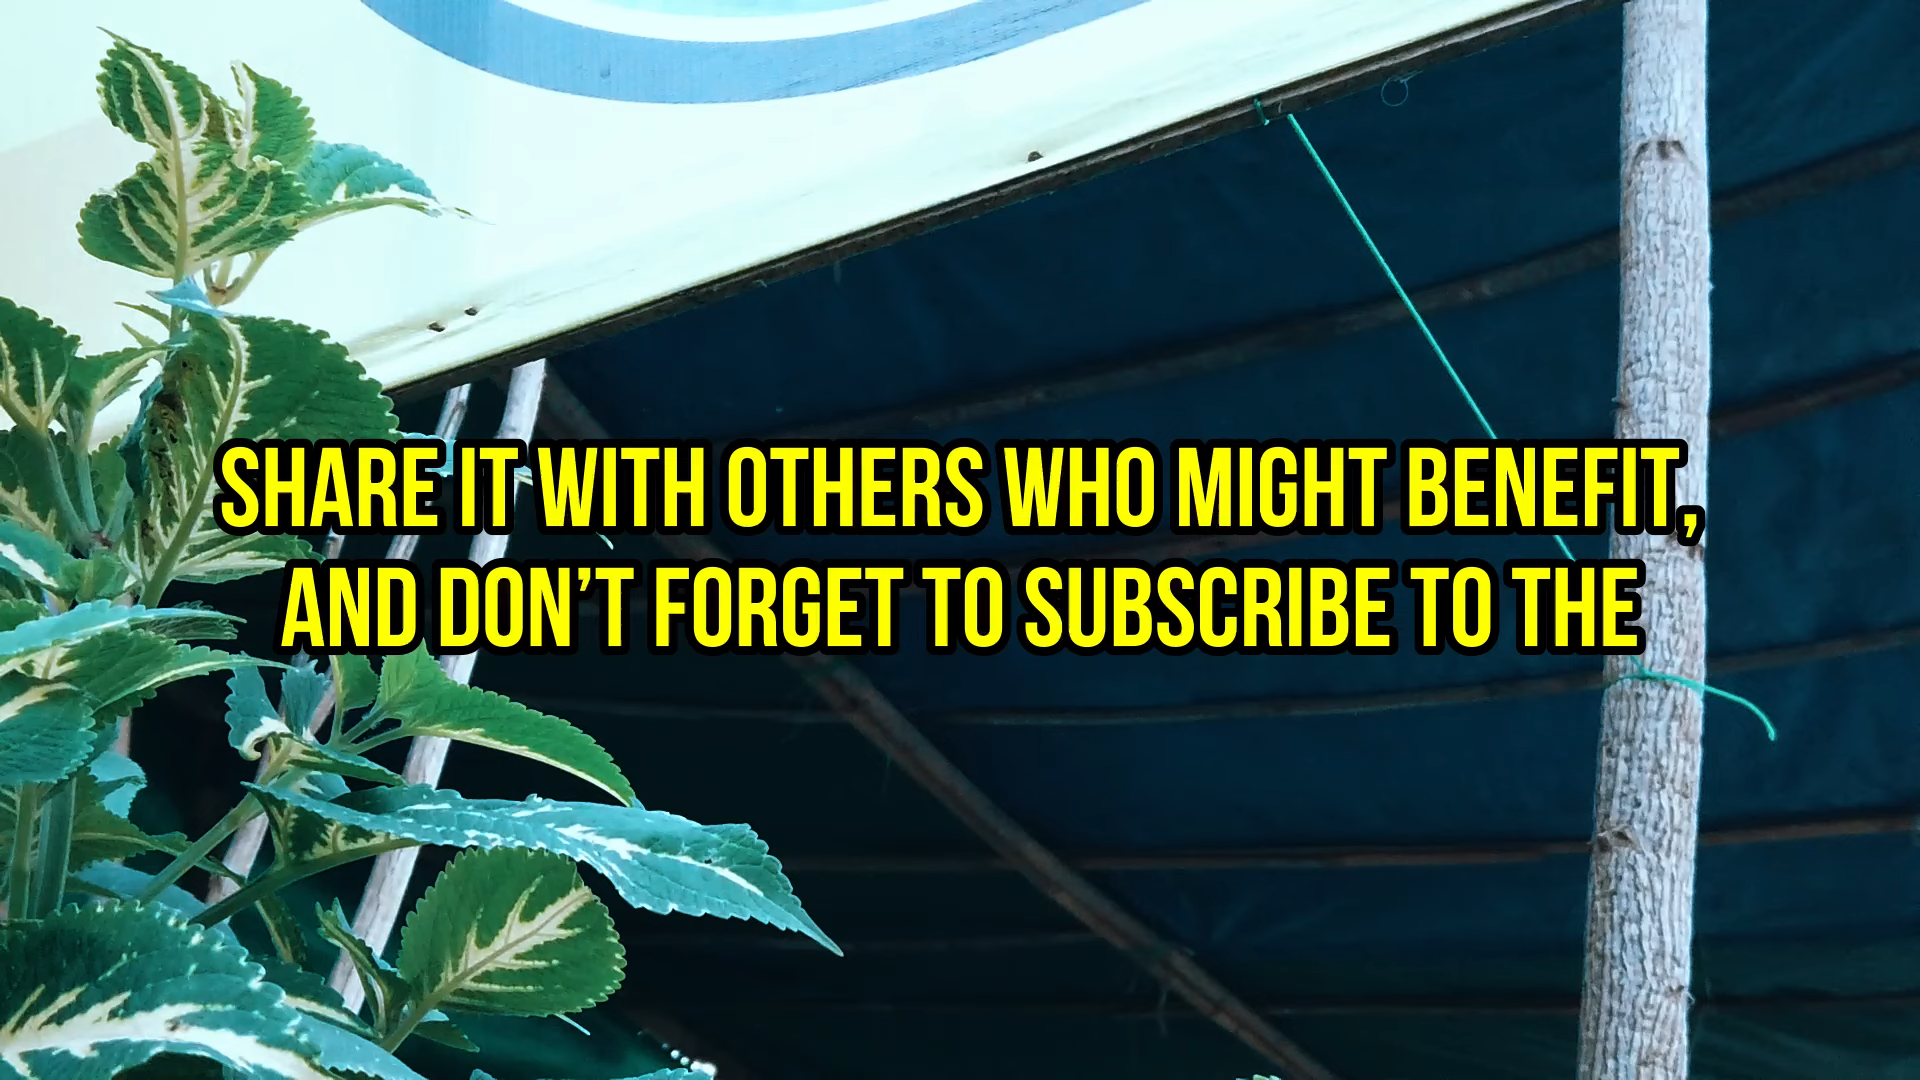 SHARE IT WITH OTHERS WHO MIGHT BENEFIT,
AND DON’T FORGET TO SUBSCRIBE TO THE